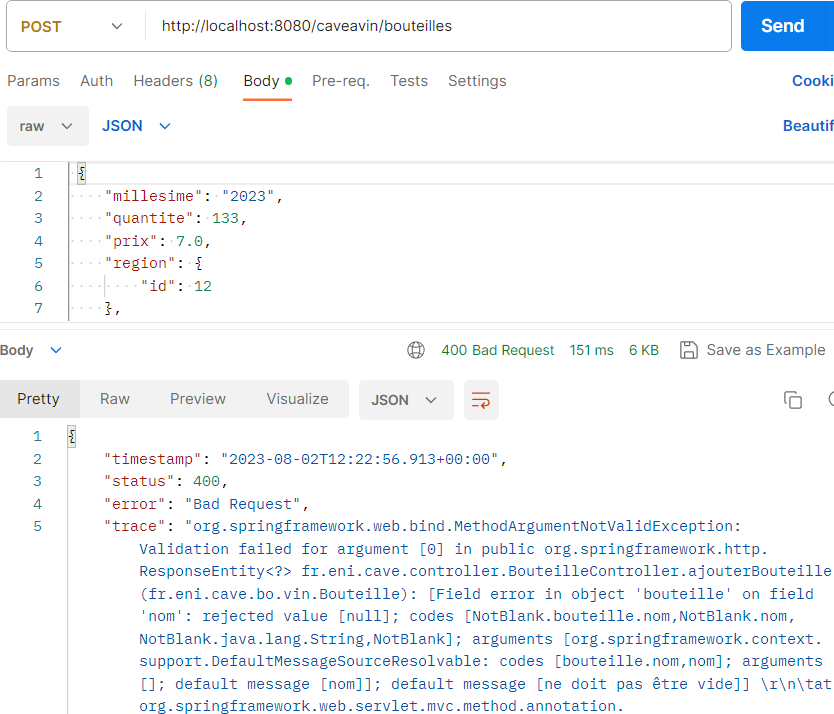 POST http://localhost:8080/caveavin/bouteilles Send
Params Auth Headers (8) Body Pre-req. Tests Settings Cooki
raw JSON Beautif
1 {
2 "millesime": "2023",
3 "quantite": 133,
4 "prix": 7.0,
5 "region": {
6 "id": 12
7 },
Body 400 Bad Request 151 ms 6 KB Save as Example
Pretty Raw Preview Visualize JSON
1 {
2 "timestamp": "2023-08-02T12:22:56.913+00:00",
3 "status": 400,
4 "error": "Bad Request",
5 "trace": "org.springframework.web.bind.MethodArgumentNotValidException:
Validation failed for argument [0] in public org.springframework.http.
ResponseEntity<?> fr.eni.cave.controller.BouteilleController.ajouterBouteille
(fr.eni.cave.bo.vin.Bouteille): [Field error in object 'bouteille' on field
'nom': rejected value [null]; codes [NotBlank.bouteille.nom,NotBlank.nom,
NotBlank.java.lang.String,NotBlank]; arguments [org.springframework.context.
support.DefaultMessageSourceResolvable: codes [bouteille.nom,nom]; arguments
[]; default message [nom]]; default message [ne doit pas être vide]] \r\n\tat
org.springframework.web.servlet.mvc.method.annotation.